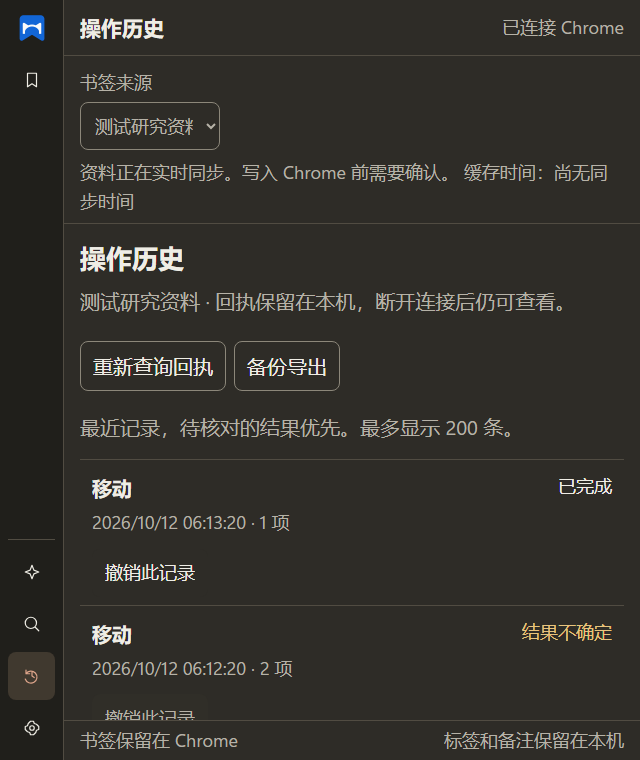 操作历史
已连接 Chrome
书签来源
测试研究资料
资料正在实时同步。写入 Chrome 前需要确认。 缓存时间：尚无同
步时间
操作历史
测试研究资料 · 回执保留在本机，断开连接后仍可查看。
重新查询回执
备份导出
最近记录，待核对的结果优先。最多显示 200 条。
移动
已完成
2026/10/12 06:13:20 · 1 项
撤销此记录
移动
结果不确定
2026/10/12 06:12:20 · 2 项
撤销此记录
书签保留在 Chrome
标签和备注保留在本机